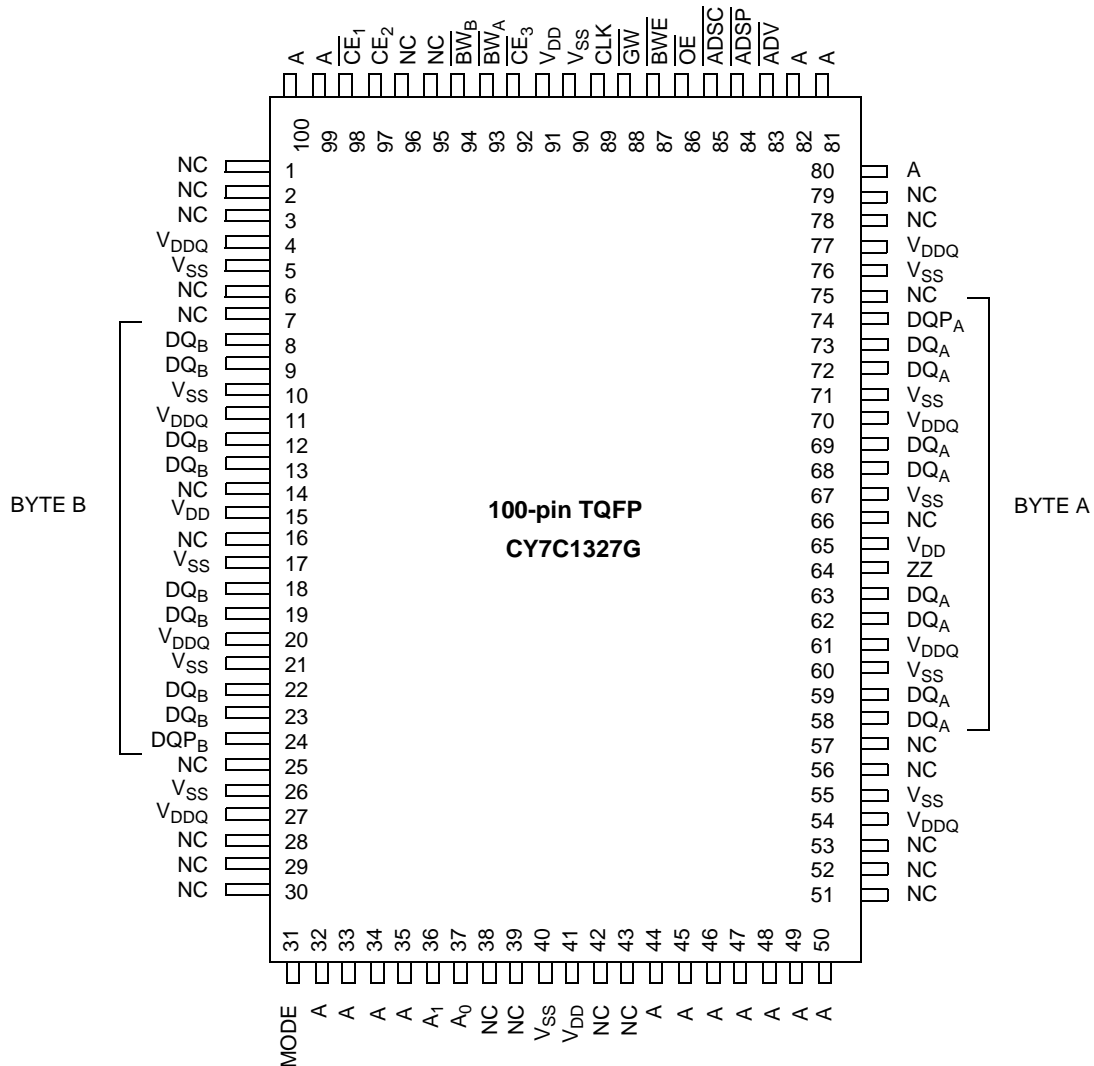 A A CE1 CE2 NC NC BWB BWA CE3 VDD VSS CLK GW BWE OE ADSC ADSP ADV A A
100 99 98 97 96 95 94 93 92 91 90 89 88 87 86 85 84 83 82 81
NC 1
NC 2
NC 3
VDDQ 4
VSS 5
NC 6
NC 7
DQB 8
DQB 9
VSS 10
VDDQ 11
DQB 12
DQB 13
NC 14
VDD 15
NC 16
VSS 17
DQB 18
DQB 19
VDDQ 20
VSS 21
DQB 22
DQB 23
DQPB 24
NC 25
VSS 26
VDDQ 27
NC 28
NC 29
NC 30
BYTE B
100-pin TQFP
CY7C1327G
80 A
79 NC
78 NC
77 VDDQ
76 VSS
75 NC
74 DQPA
73 DQA
72 DQA
71 VSS
70 VDDQ
69 DQA
68 DQA
67 VSS
66 NC
65 VDD
64 ZZ
63 DQA
62 DQA
61 VDDQ
60 VSS
59 DQA
58 DQA
57 NC
56 NC
55 VSS
54 VDDQ
53 NC
52 NC
51 NC
BYTE A
31 32 33 34 35 36 37 38 39 40 41 42 43 44 45 46 47 48 49 50
MODE A A A A A1 A0 NC NC VSS VDD NC NC A A A A A A A